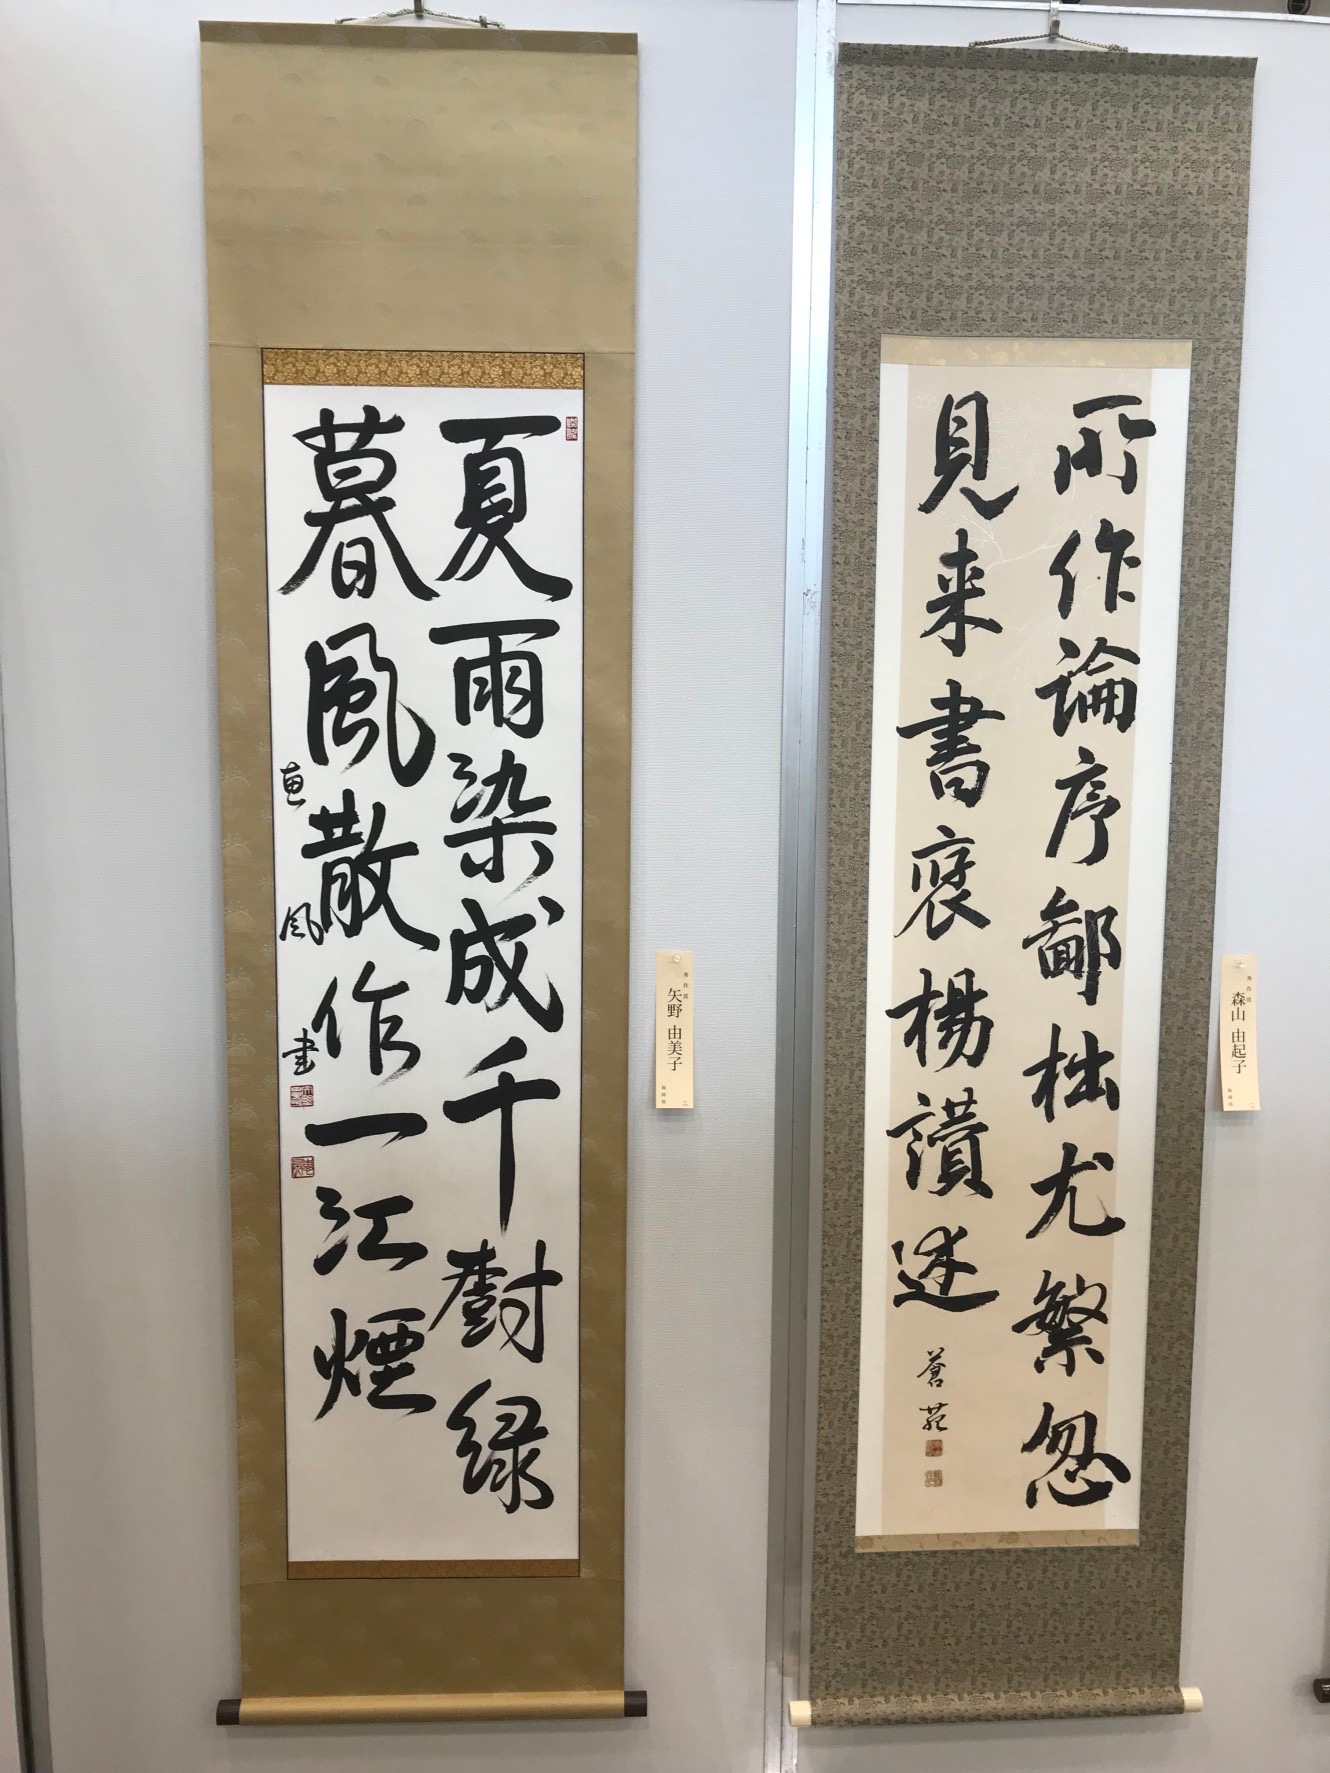 所作論序鄙拙尤繁忽
見来書褒揚讃述
蒼苑
森山 由起子
夏雨染成千樹緑
暮風散作一江煙
恵風書
矢野 由美子